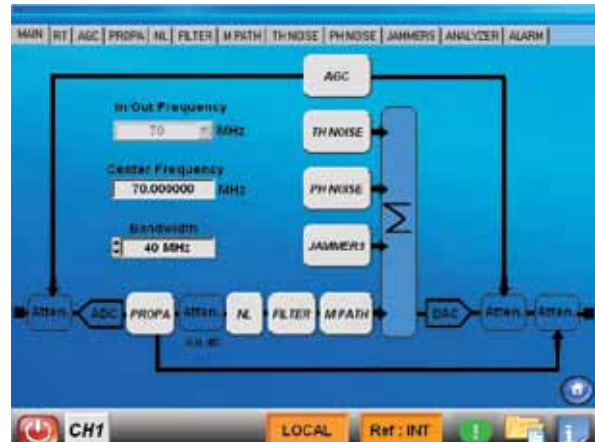 MAIN RT AGC PROPA NL FILTER M.PATH TH NOISE PH NOISE JAMMERS ANALYZER ALARM
AGC
In/Out Frequency
70 MHz
TH NOISE
Center Frequency
70.000000 MHz
PH NOISE
Bandwidth
40 MHz
JAMMERS
Σ
Atten. ADC PROPA Atten. NL FILTER M PATH DAC Atten. Atten.
CH1 LOCAL Ref : INT